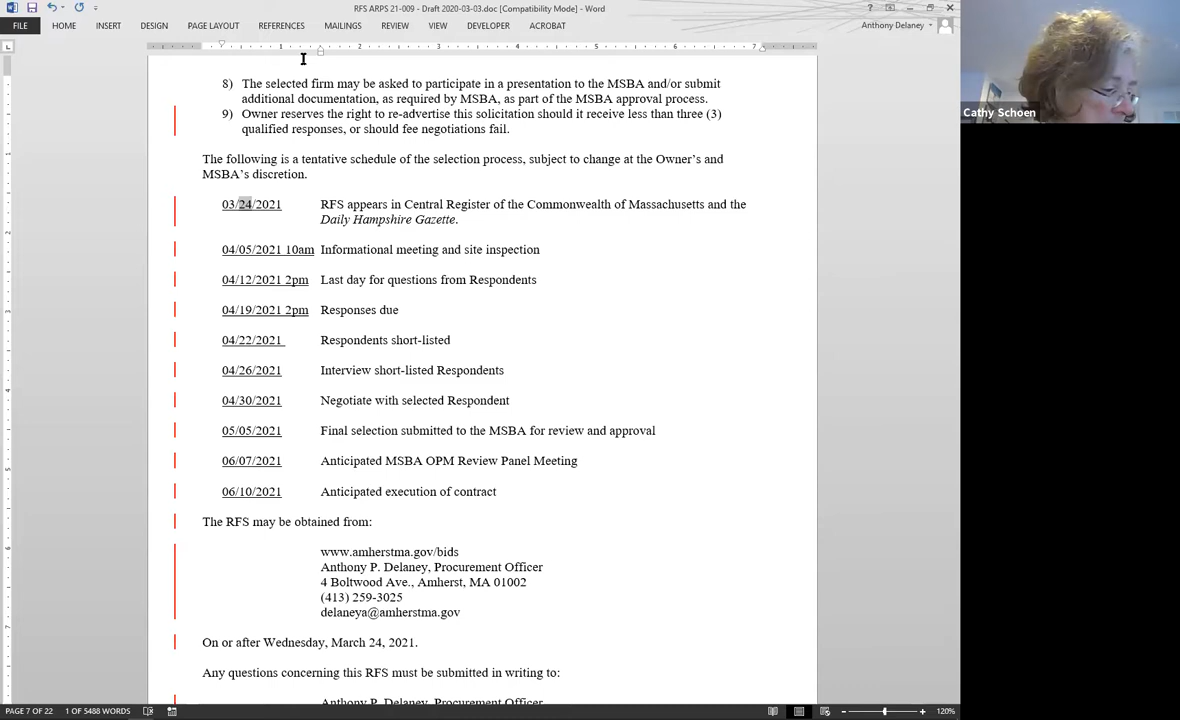 RFS ARPS 21-009 - Draft 2020-03-03.doc [Compatibility Mode] - Word
FILE HOME INSERT DESIGN PAGE LAYOUT REFERENCES MAILINGS REVIEW VIEW DEVELOPER ACROBAT Anthony Delaney
Cathy Schoen
8) The selected firm may be asked to participate in a presentation to the MSBA and/or submit
additional documentation, as required by MSBA, as part of the MSBA approval process.
9) Owner reserves the right to re-advertise this solicitation should it receive less than three (3)
qualified responses, or should fee negotiations fail.
The following is a tentative schedule of the selection process, subject to change at the Owner's and
MSBA's discretion.
03/24/2021 RFS appears in Central Register of the Commonwealth of Massachusetts and the
Daily Hampshire Gazette.
04/05/2021 10am Informational meeting and site inspection
04/12/2021 2pm Last day for questions from Respondents
04/19/2021 2pm Responses due
04/22/2021 Respondents short-listed
04/26/2021 Interview short-listed Respondents
04/30/2021 Negotiate with selected Respondent
05/05/2021 Final selection submitted to the MSBA for review and approval
06/07/2021 Anticipated MSBA OPM Review Panel Meeting
06/10/2021 Anticipated execution of contract
The RFS may be obtained from:
www.amherstma.gov/bids
Anthony P. Delaney, Procurement Officer
4 Boltwood Ave., Amherst, MA 01002
(413) 259-3025
delaneya@amherstma.gov
On or after Wednesday, March 24, 2021.
Any questions concerning this RFS must be submitted in writing to:
Anthony P. Delaney, Procurement Officer
PAGE 7 OF 22 1 OF 5488 WORDS 120%